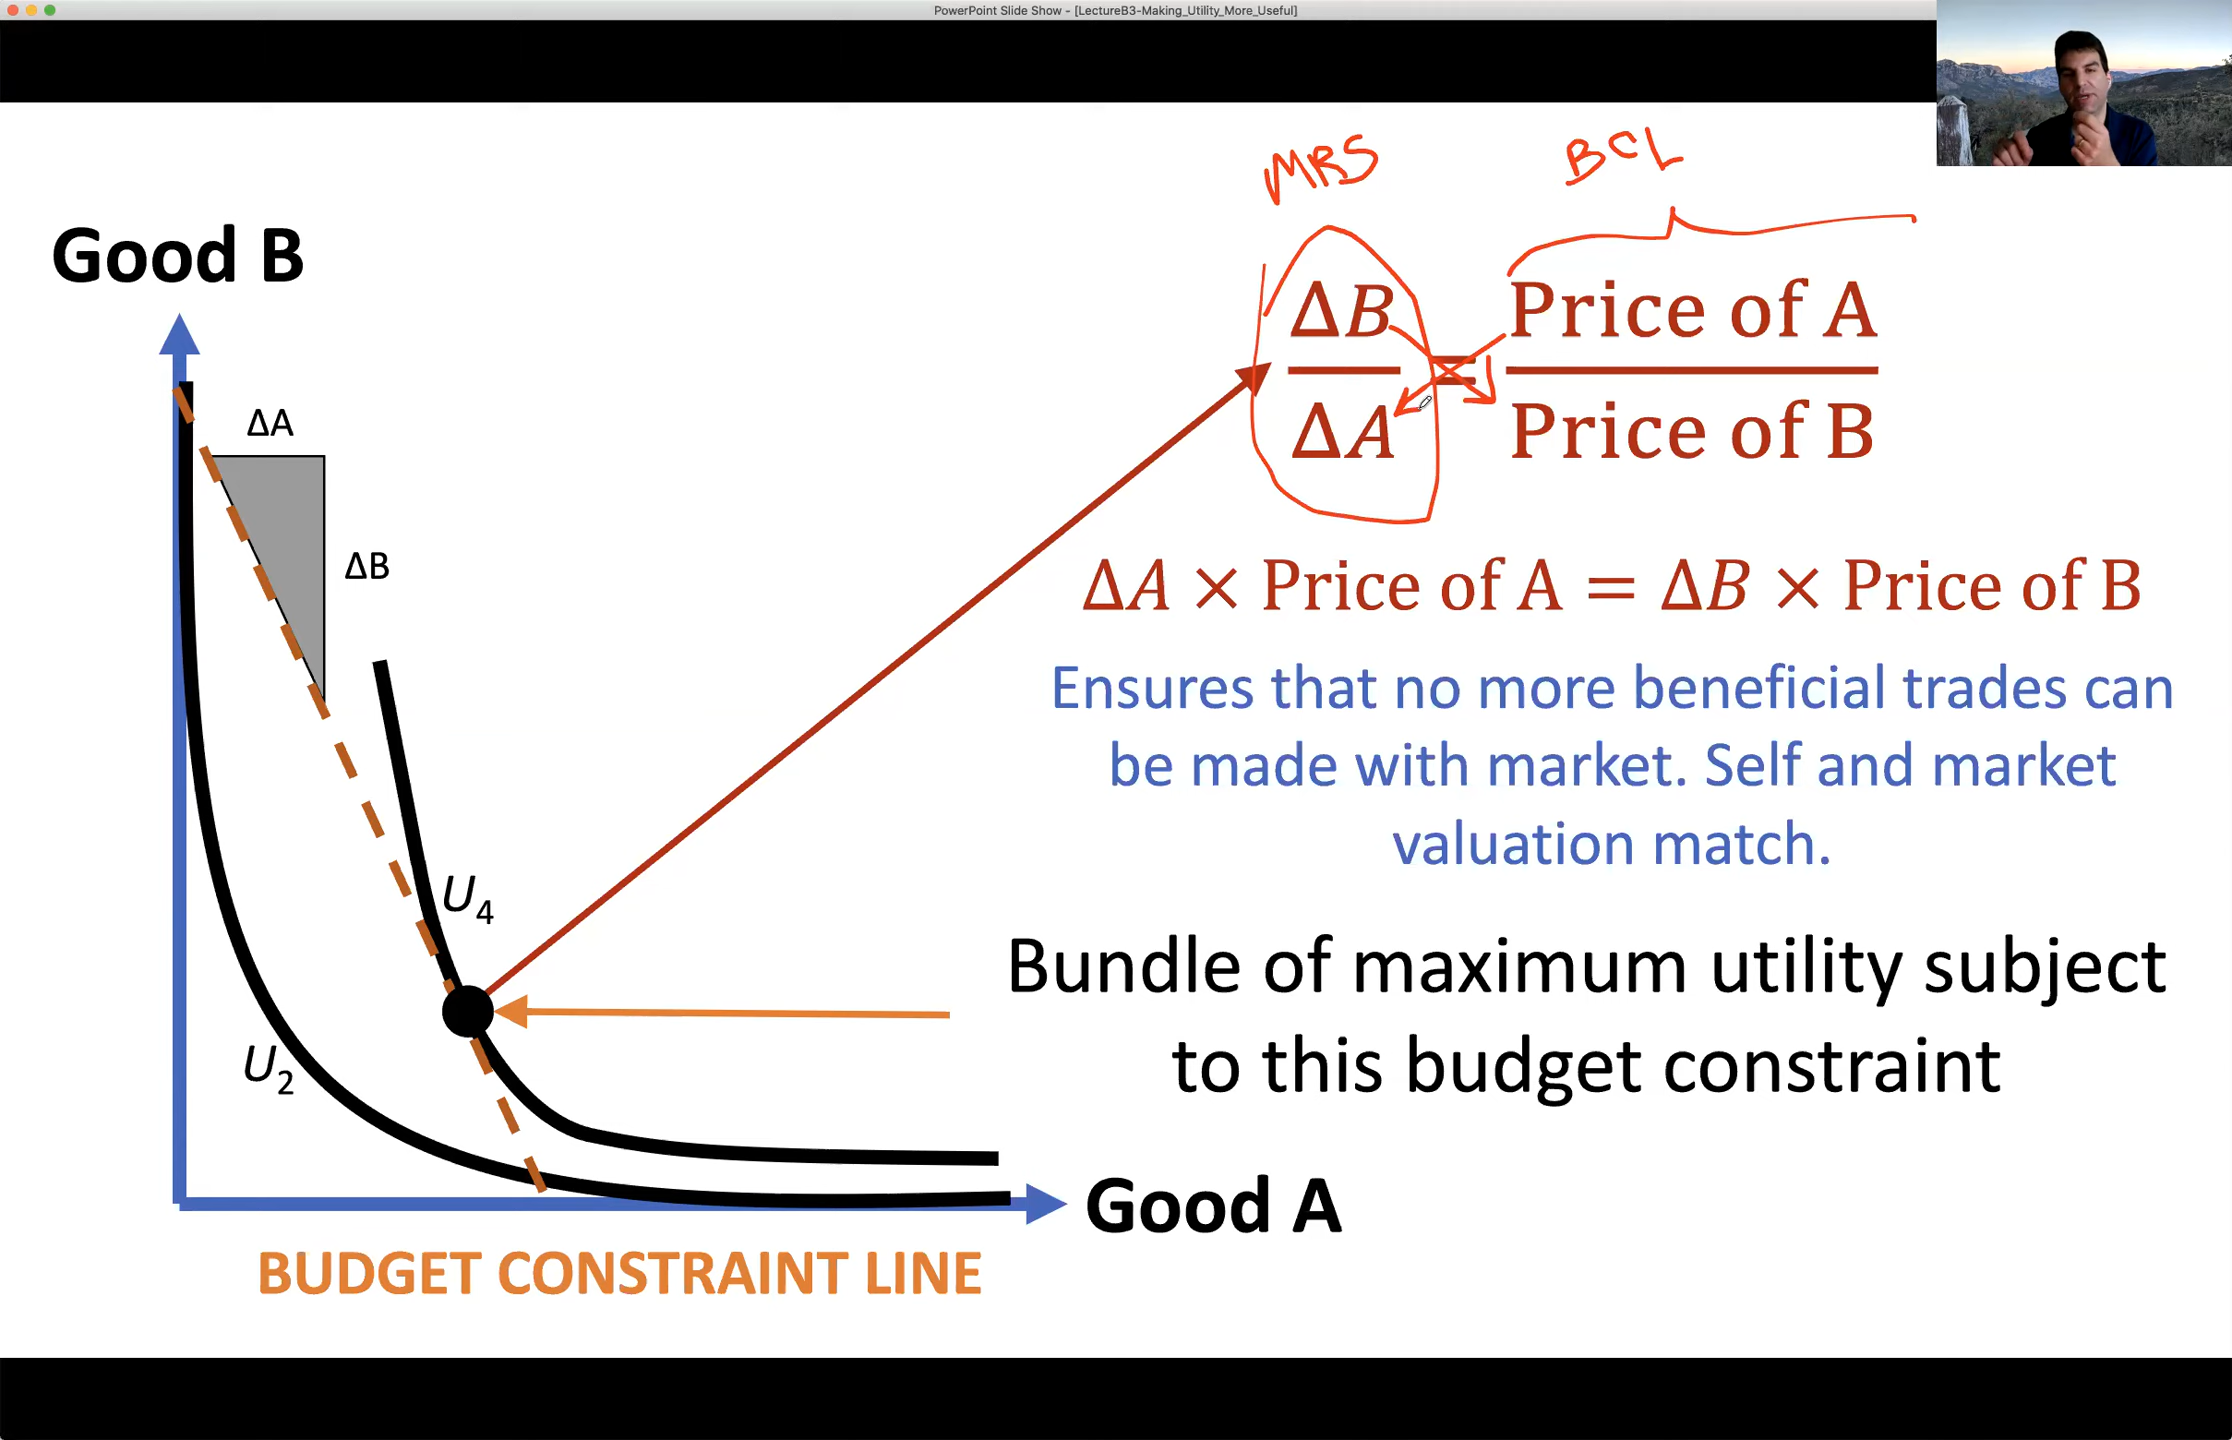 PowerPoint Slide Show - [LectureB3-Making_Utility_More_Useful]
MRS
BCL
Good B
ΔB
ΔA
=
Price of A
Price of B
ΔA
ΔB
ΔA × Price of A = ΔB × Price of B
Ensures that no more beneficial trades can
be made with market. Self and market
valuation match.
U4
Bundle of maximum utility subject
to this budget constraint
U2
Good A
BUDGET CONSTRAINT LINE